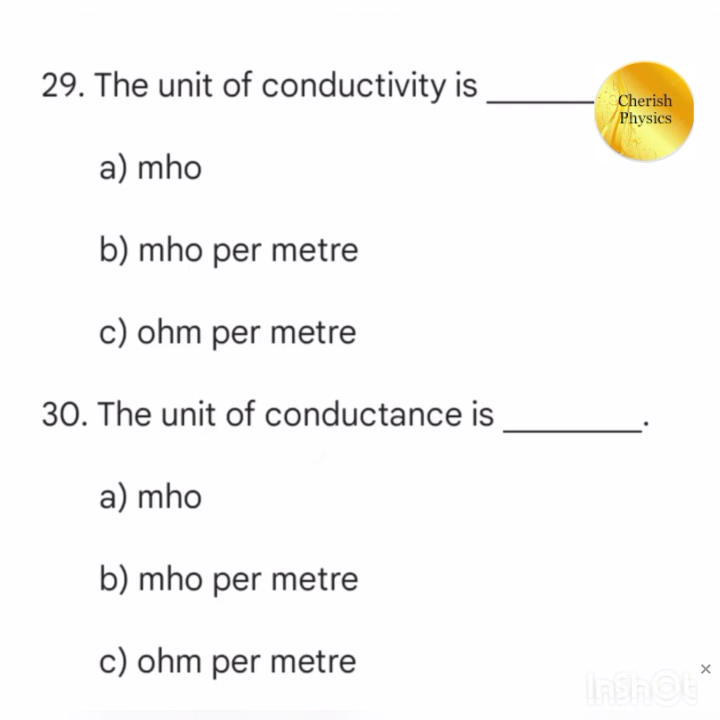 29. The unit of conductivity is ________
Cherish
Physics
a) mho
b) mho per metre
c) ohm per metre
30. The unit of conductance is _________.
a) mho
b) mho per metre
c) ohm per metre
InShOt
×